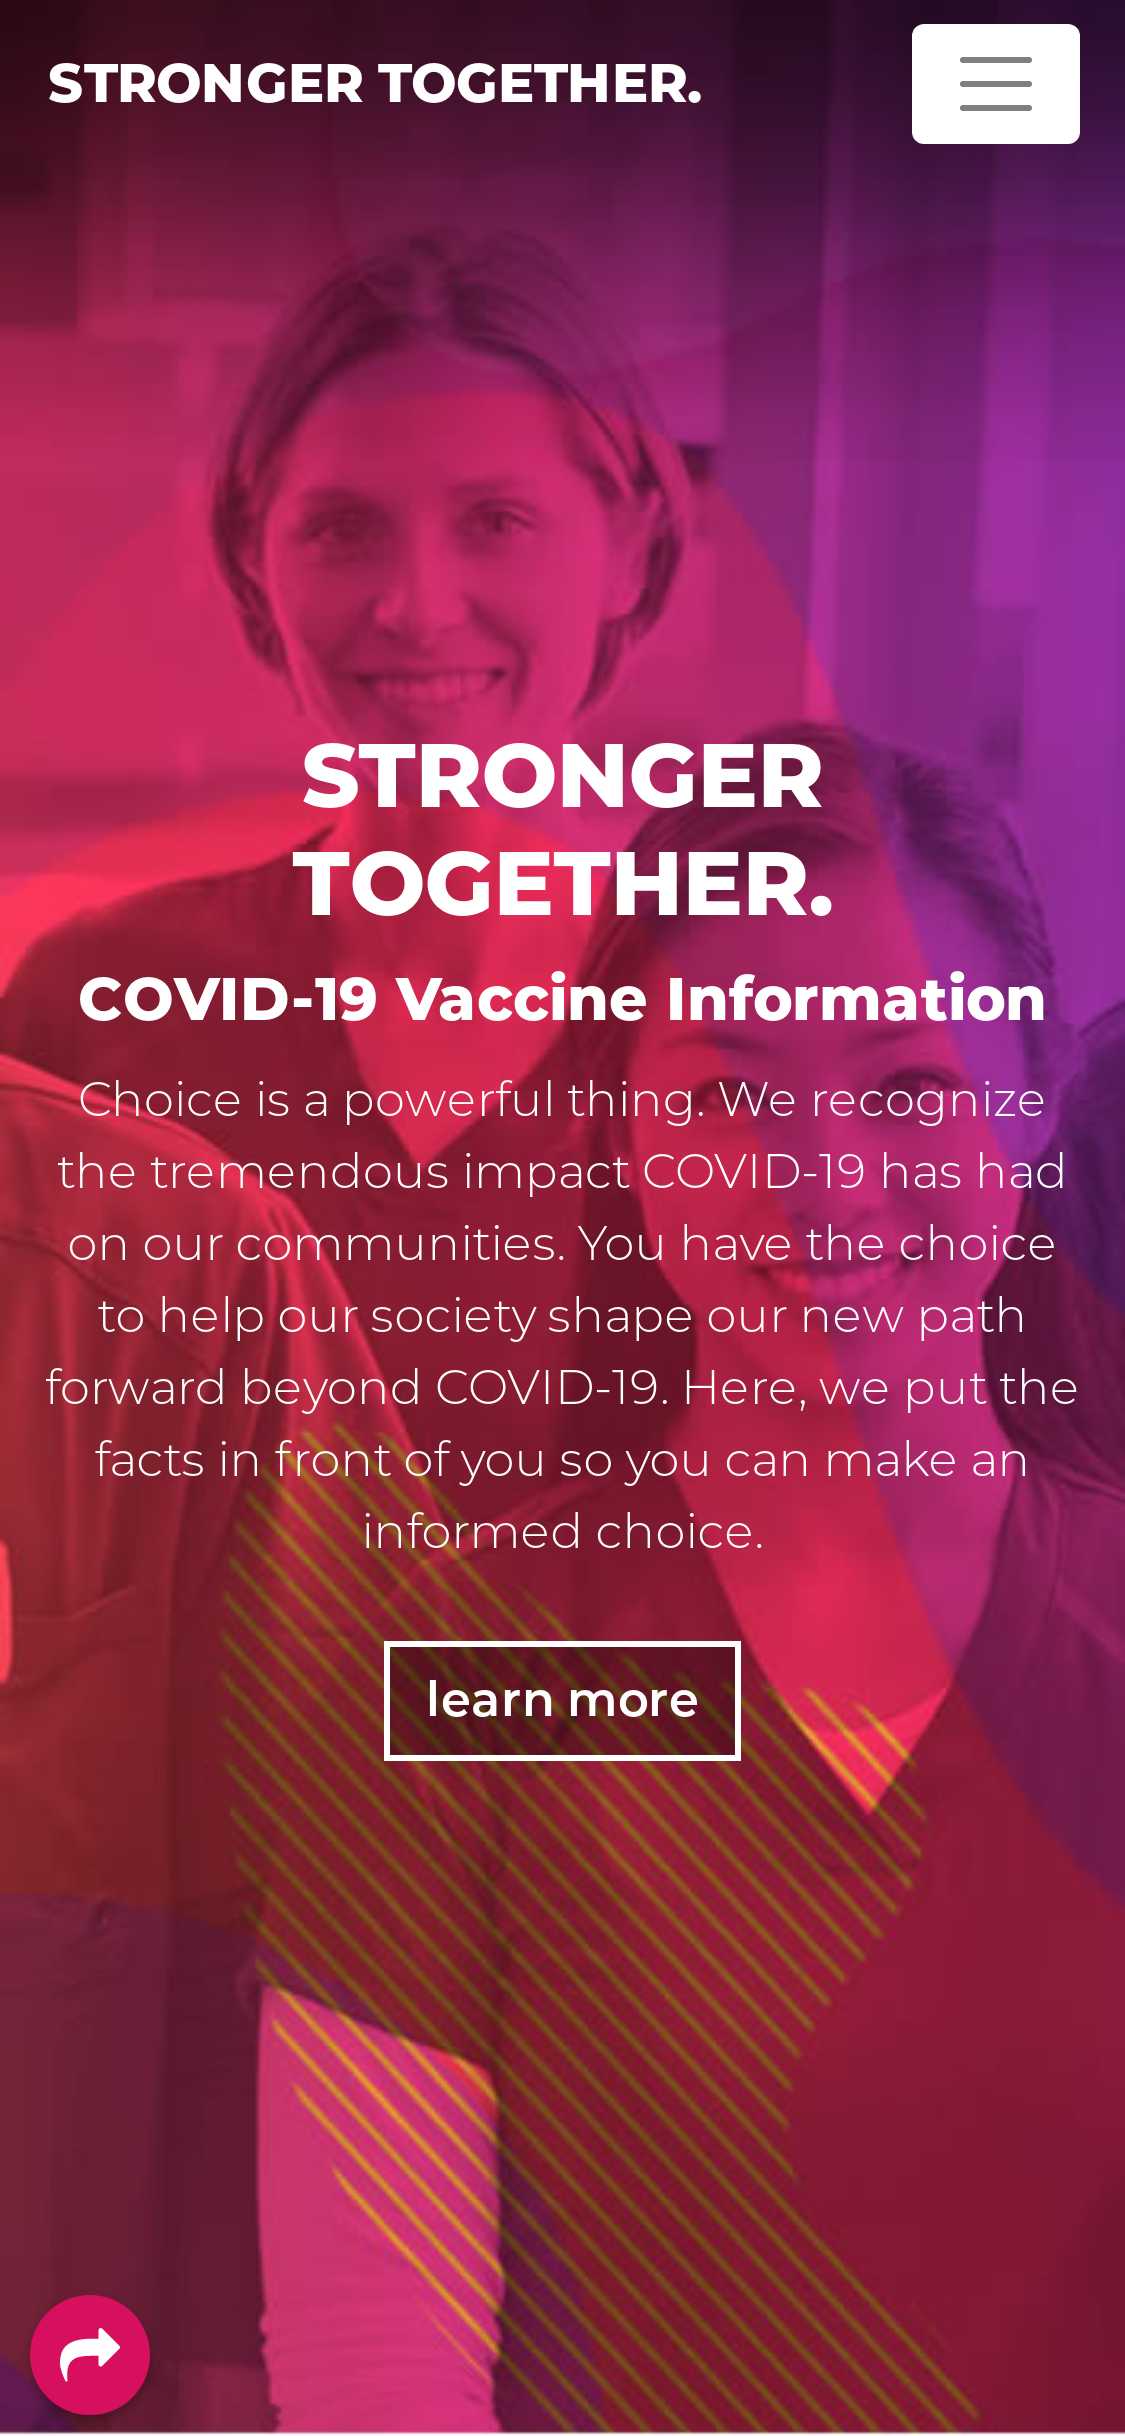 STRONGER TOGETHER.
STRONGER
TOGETHER.
COVID-19 Vaccine Information
Choice is a powerful thing. We recognize
the tremendous impact COVID-19 has had
on our communities. You have the choice
to help our society shape our new path
forward beyond COVID-19. Here, we put the
facts in front of you so you can make an
informed choice.
learn more